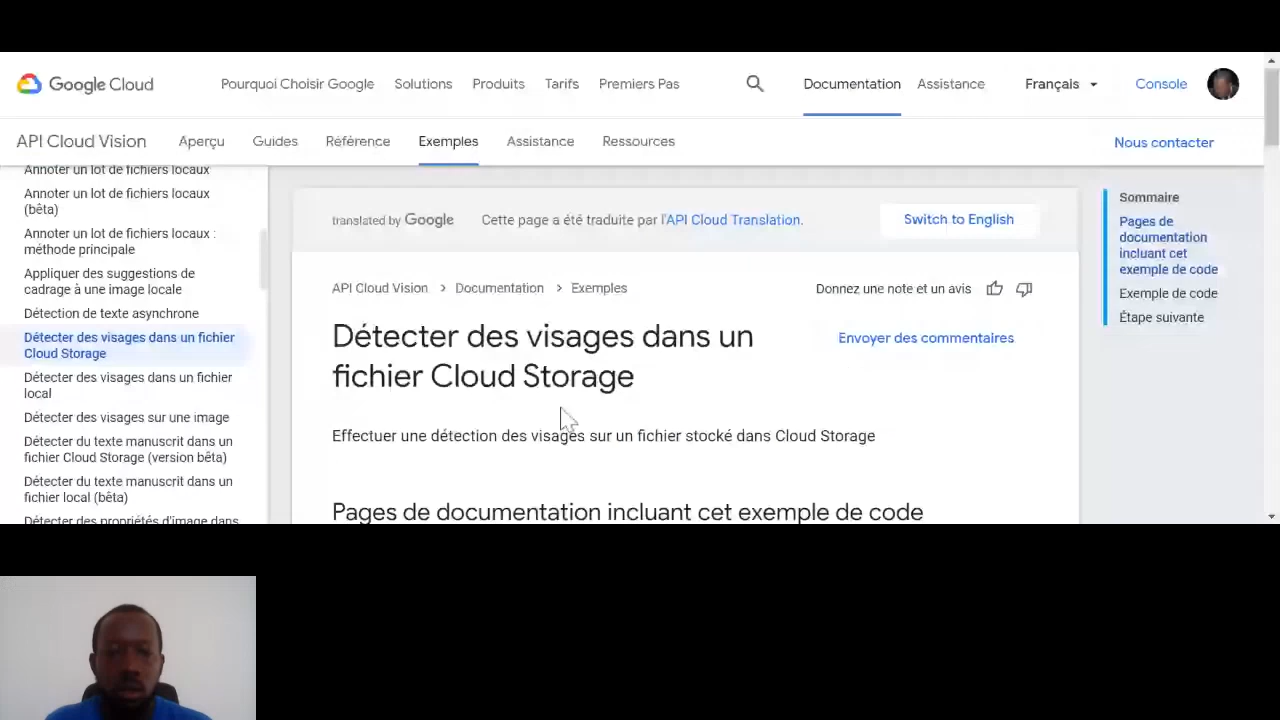 Google Cloud
Pourquoi Choisir Google
Solutions
Produits
Tarifs
Premiers Pas
Documentation
Assistance
Français
Console
API Cloud Vision
Aperçu
Guides
Référence
Exemples
Assistance
Ressources
Nous contacter
Annoter un lot de fichiers locaux
Annoter un lot de fichiers locaux
(bêta)
Annoter un lot de fichiers locaux :
méthode principale
Appliquer des suggestions de
cadrage à une image locale
Détection de texte asynchrone
Détecter des visages dans un fichier
Cloud Storage
Détecter des visages dans un fichier
local
Détecter des visages sur une image
Détecter du texte manuscrit dans un
fichier Cloud Storage (version bêta)
Détecter du texte manuscrit dans un
fichier local (bêta)
Détecter des propriétés d'image dans
translated by Google
Cette page a été traduite par l'API Cloud Translation.
Switch to English
API Cloud Vision > Documentation > Exemples
Donnez une note et un avis
Détecter des visages dans un
fichier Cloud Storage
Envoyer des commentaires
Effectuer une détection des visages sur un fichier stocké dans Cloud Storage
Pages de documentation incluant cet exemple de code
Sommaire
Pages de
documentation
incluant cet
exemple de code
Exemple de code
Étape suivante